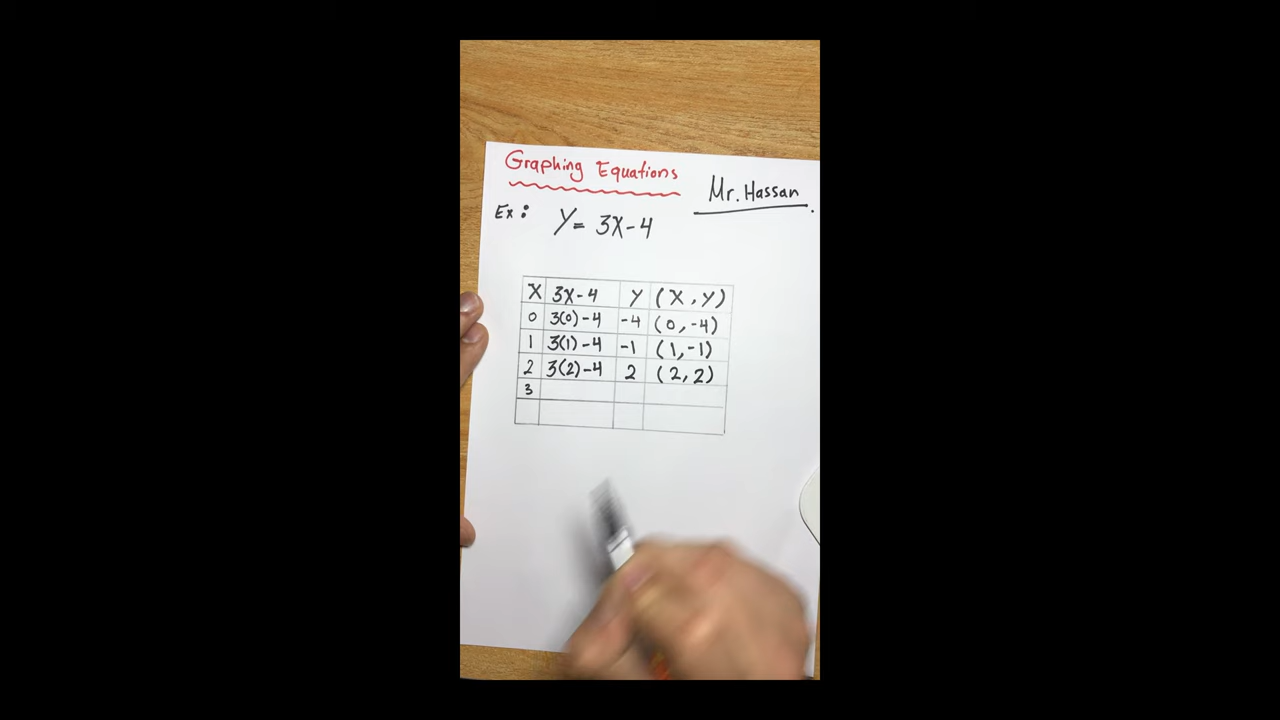 Graphing Equations
Mr. Hassan.
Ex: Y= 3X-4
X 3X-4 Y (X,Y)
0 3(0)-4 -4 (0,-4)
1 3(1)-4 -1 (1,-1)
2 3(2)-4 2 (2,2)
3